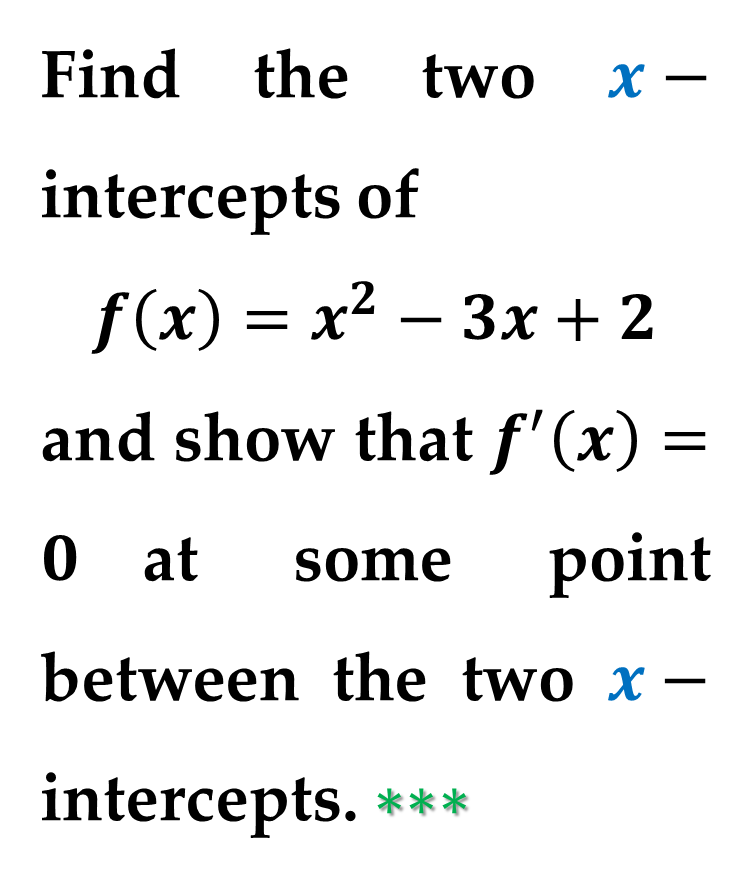 Find the two x −
intercepts of
f(x) = x² − 3x + 2
and show that f′(x) =
0 at some point
between the two x −
intercepts. ***